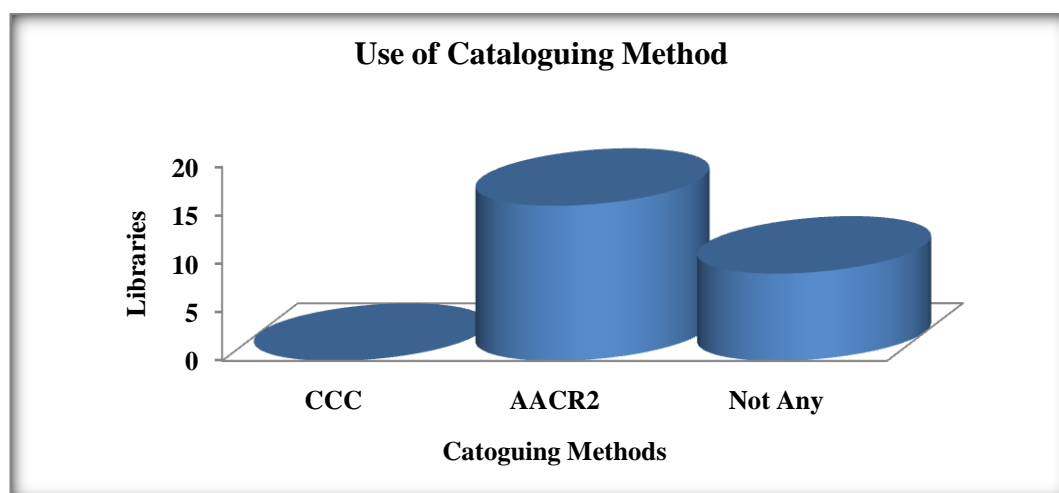 Use of Cataloguing Method
20
15
10
5
0
Libraries
CCC AACR2 Not Any
Catoguing Methods